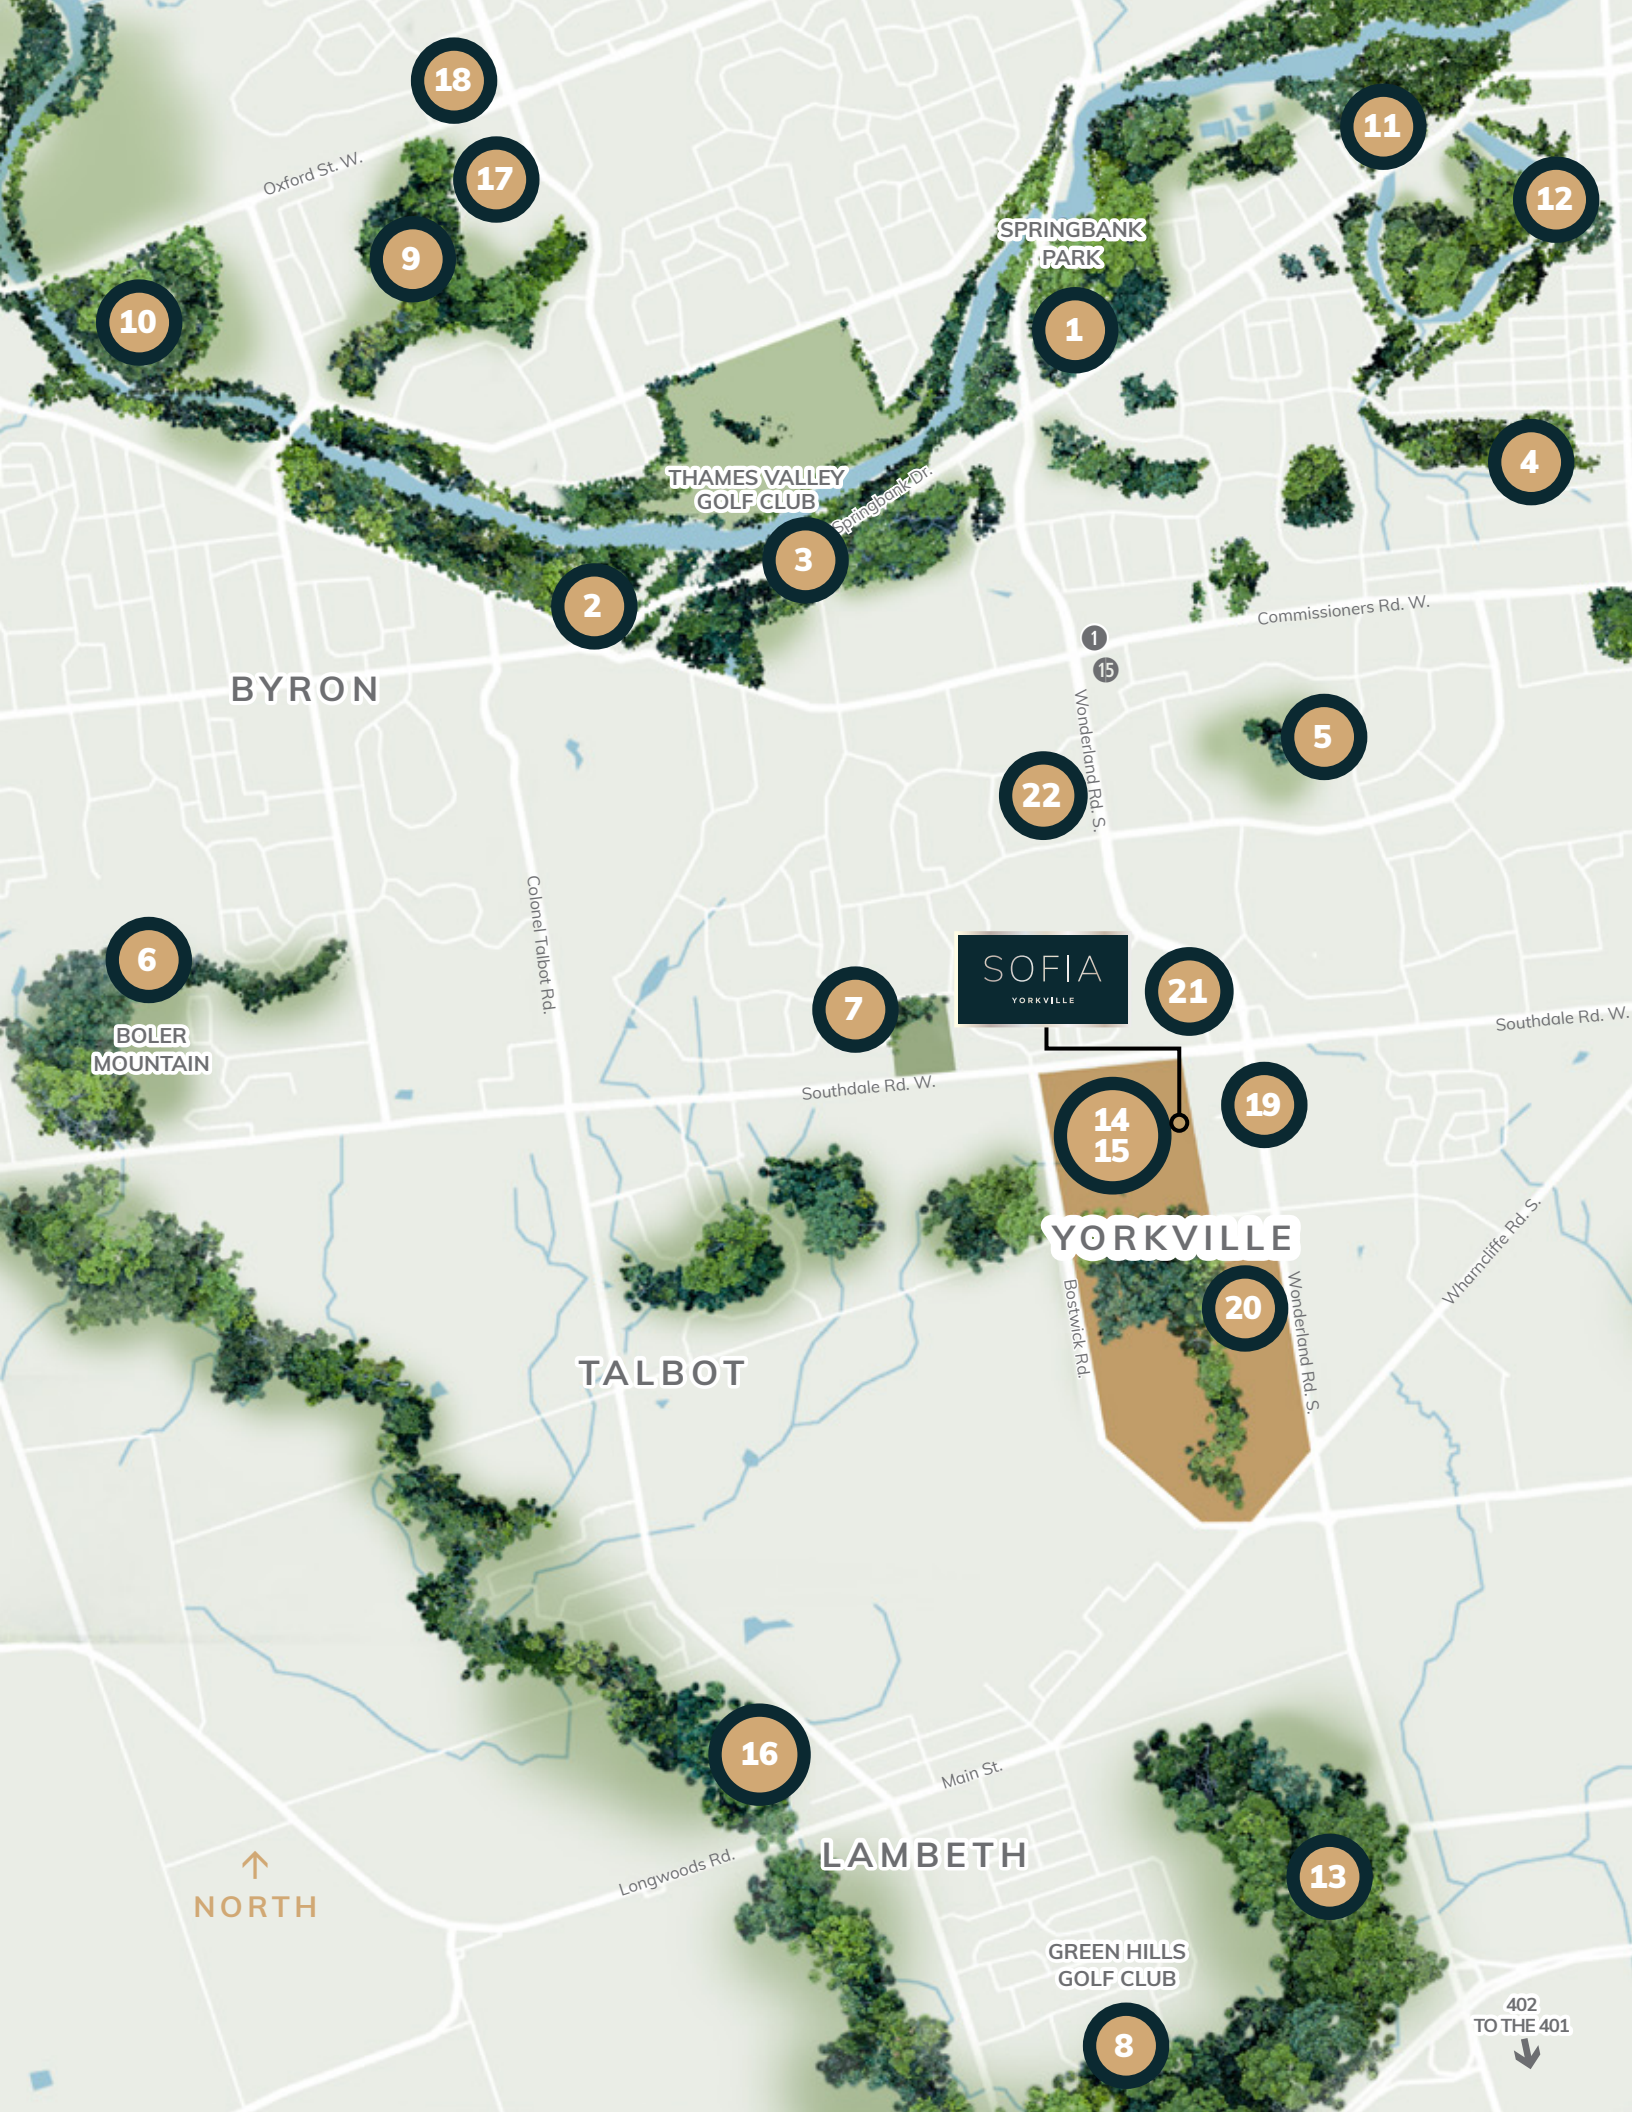 18
11
17
Oxford St. W.
12
SPRINGBANK
PARK
9
10
1
4
THAMES VALLEY
GOLF CLUB
Springbank Dr.
3
2
Commissioners Rd. W.
1
15
BYRON
Wonderland Rd. S.
5
22
Colonel Talbot Rd.
6
BOLER
MOUNTAIN
SOFIA
YORKVILLE
21
7
Southdale Rd. W.
Southdale Rd. W.
14
15
19
YORKVILLE
Wharncliffe Rd. S.
Bostwick Rd.
20
Wonderland Rd. S.
TALBOT
16
Main St.
LAMBETH
Longwoods Rd.
13
NORTH
GREEN HILLS
GOLF CLUB
8
402
TO THE 401